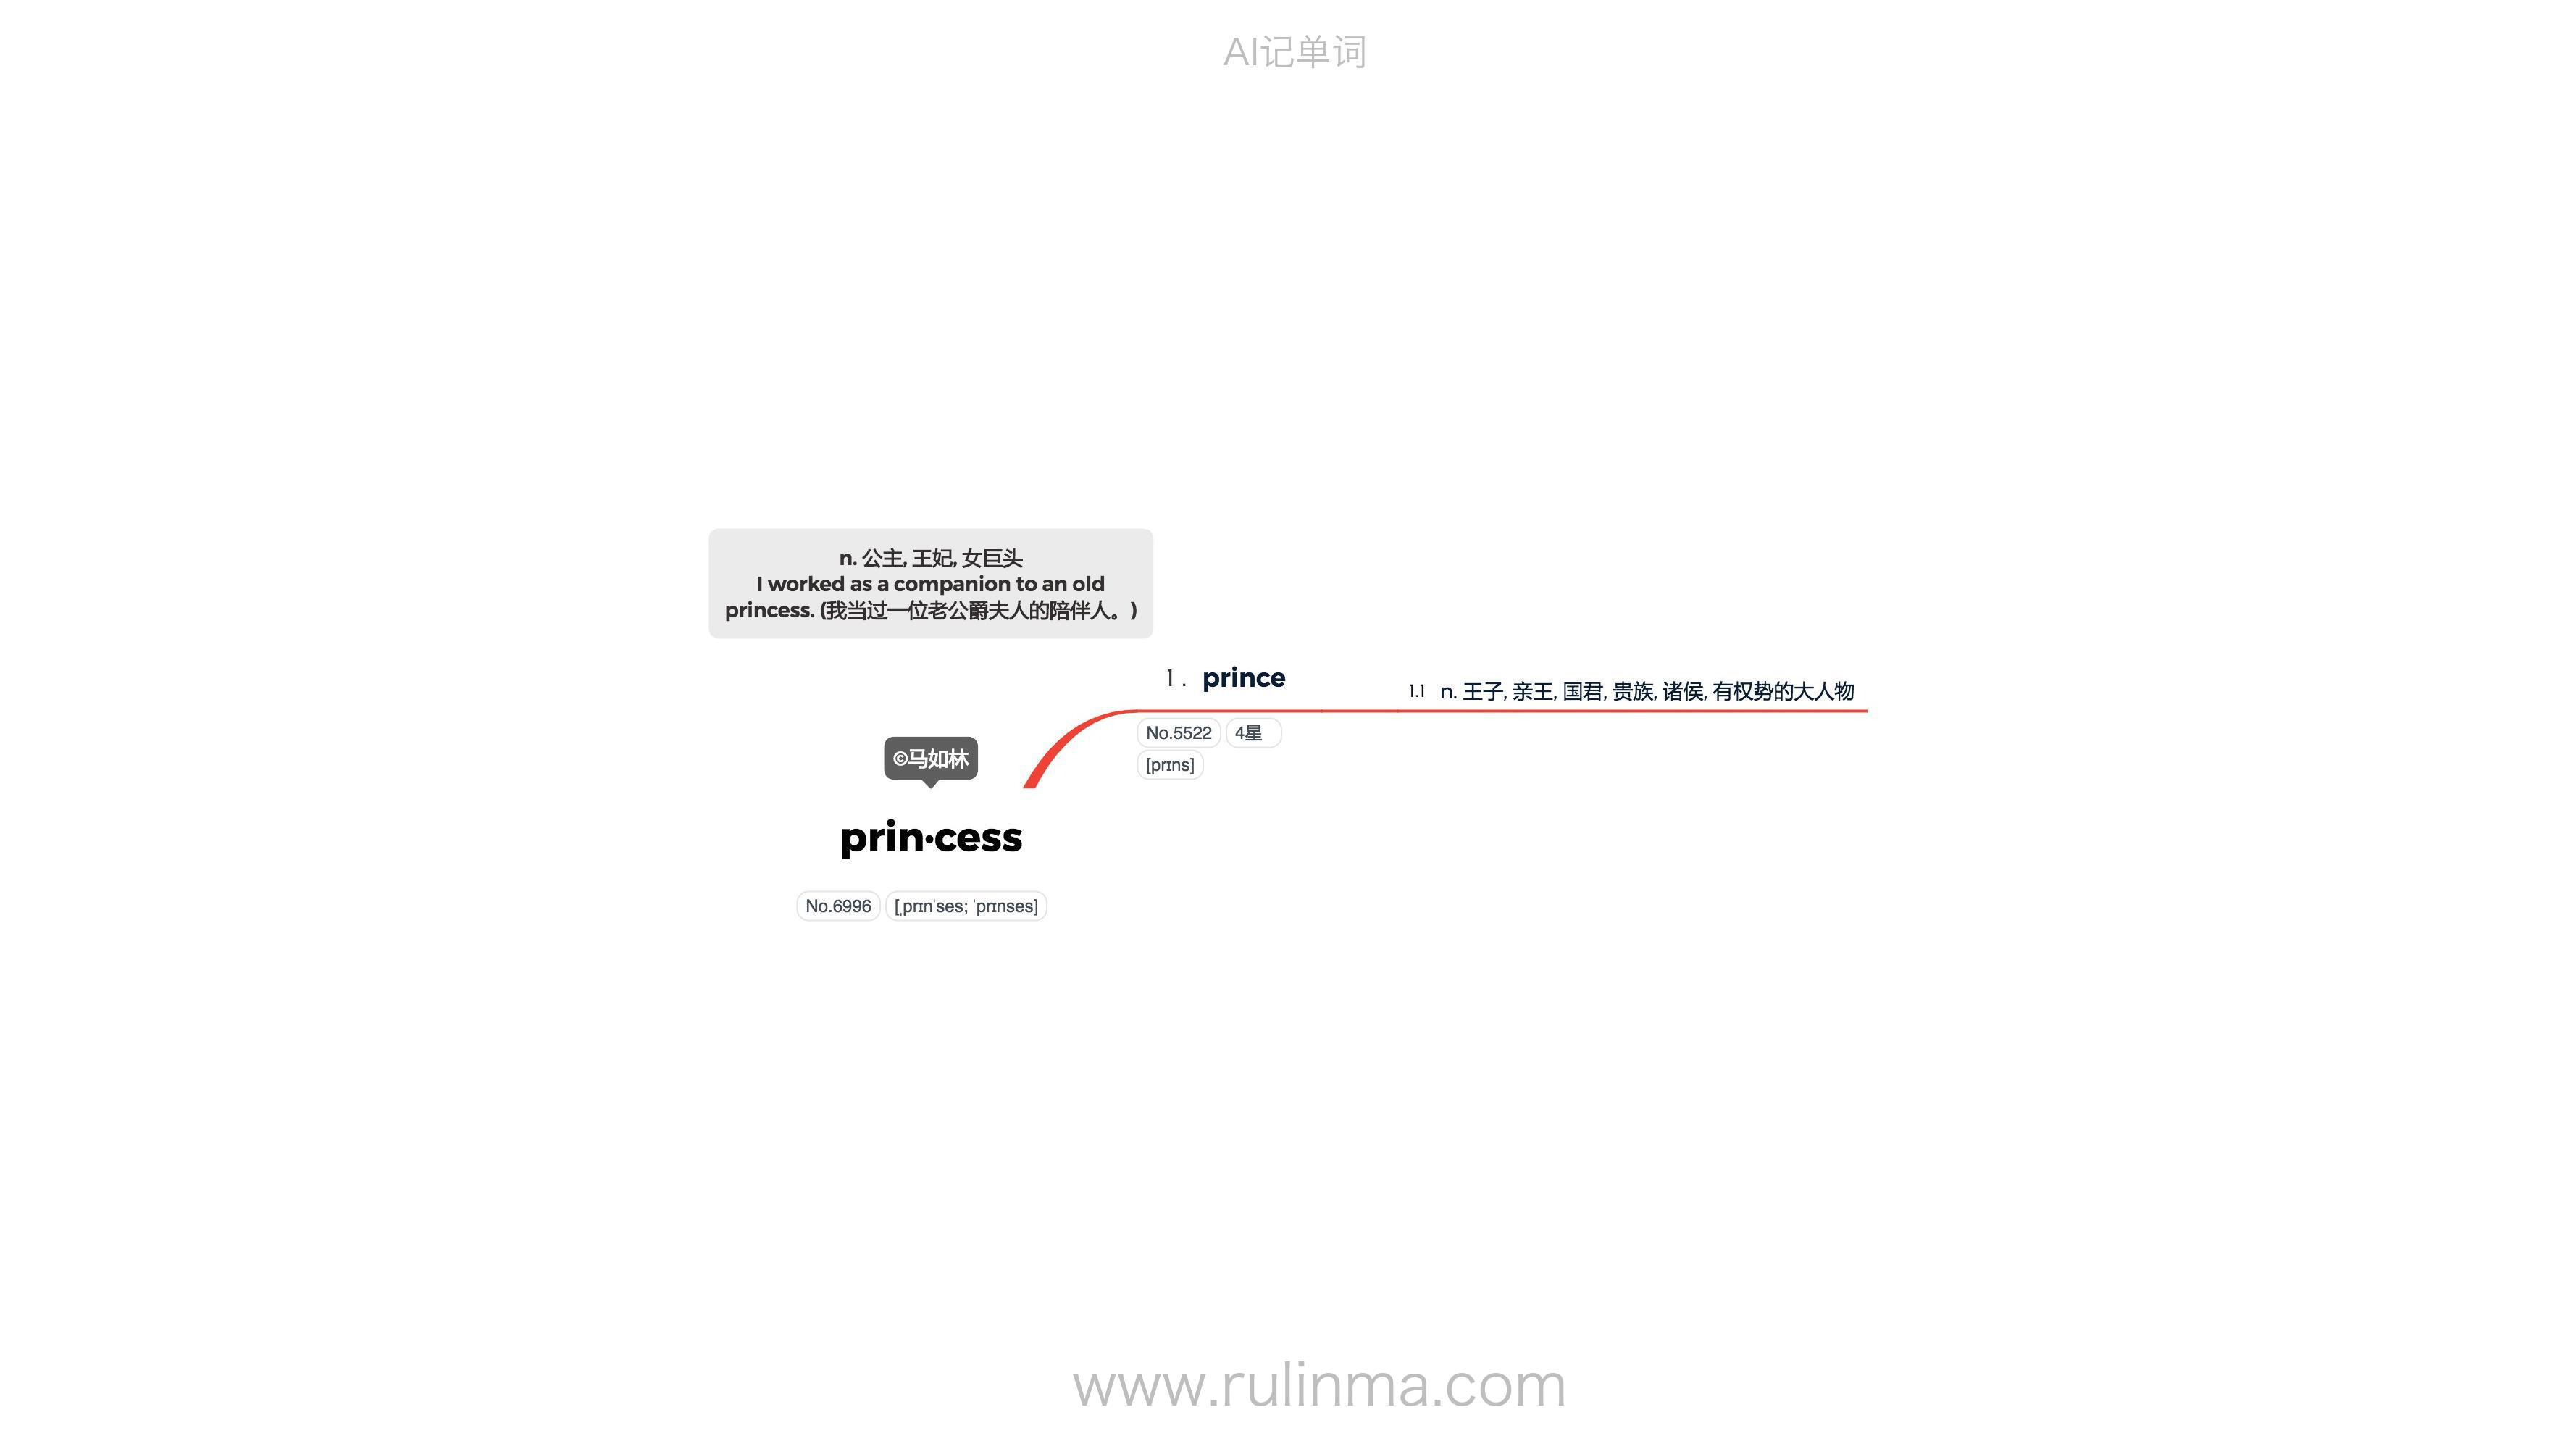 AI记单词
n. 公主, 王妃, 女巨头
I worked as a companion to an old
princess. (我当过一位老公爵夫人的陪伴人。)
1. prince
1.1 n. 王子, 亲王, 国君, 贵族, 诸侯, 有权势的大人物
No.5522 4星
[prɪns]
©马如林
prin·cess
No.6996 [ˌprɪnˈses; ˈprɪnses]
www.rulinma.com